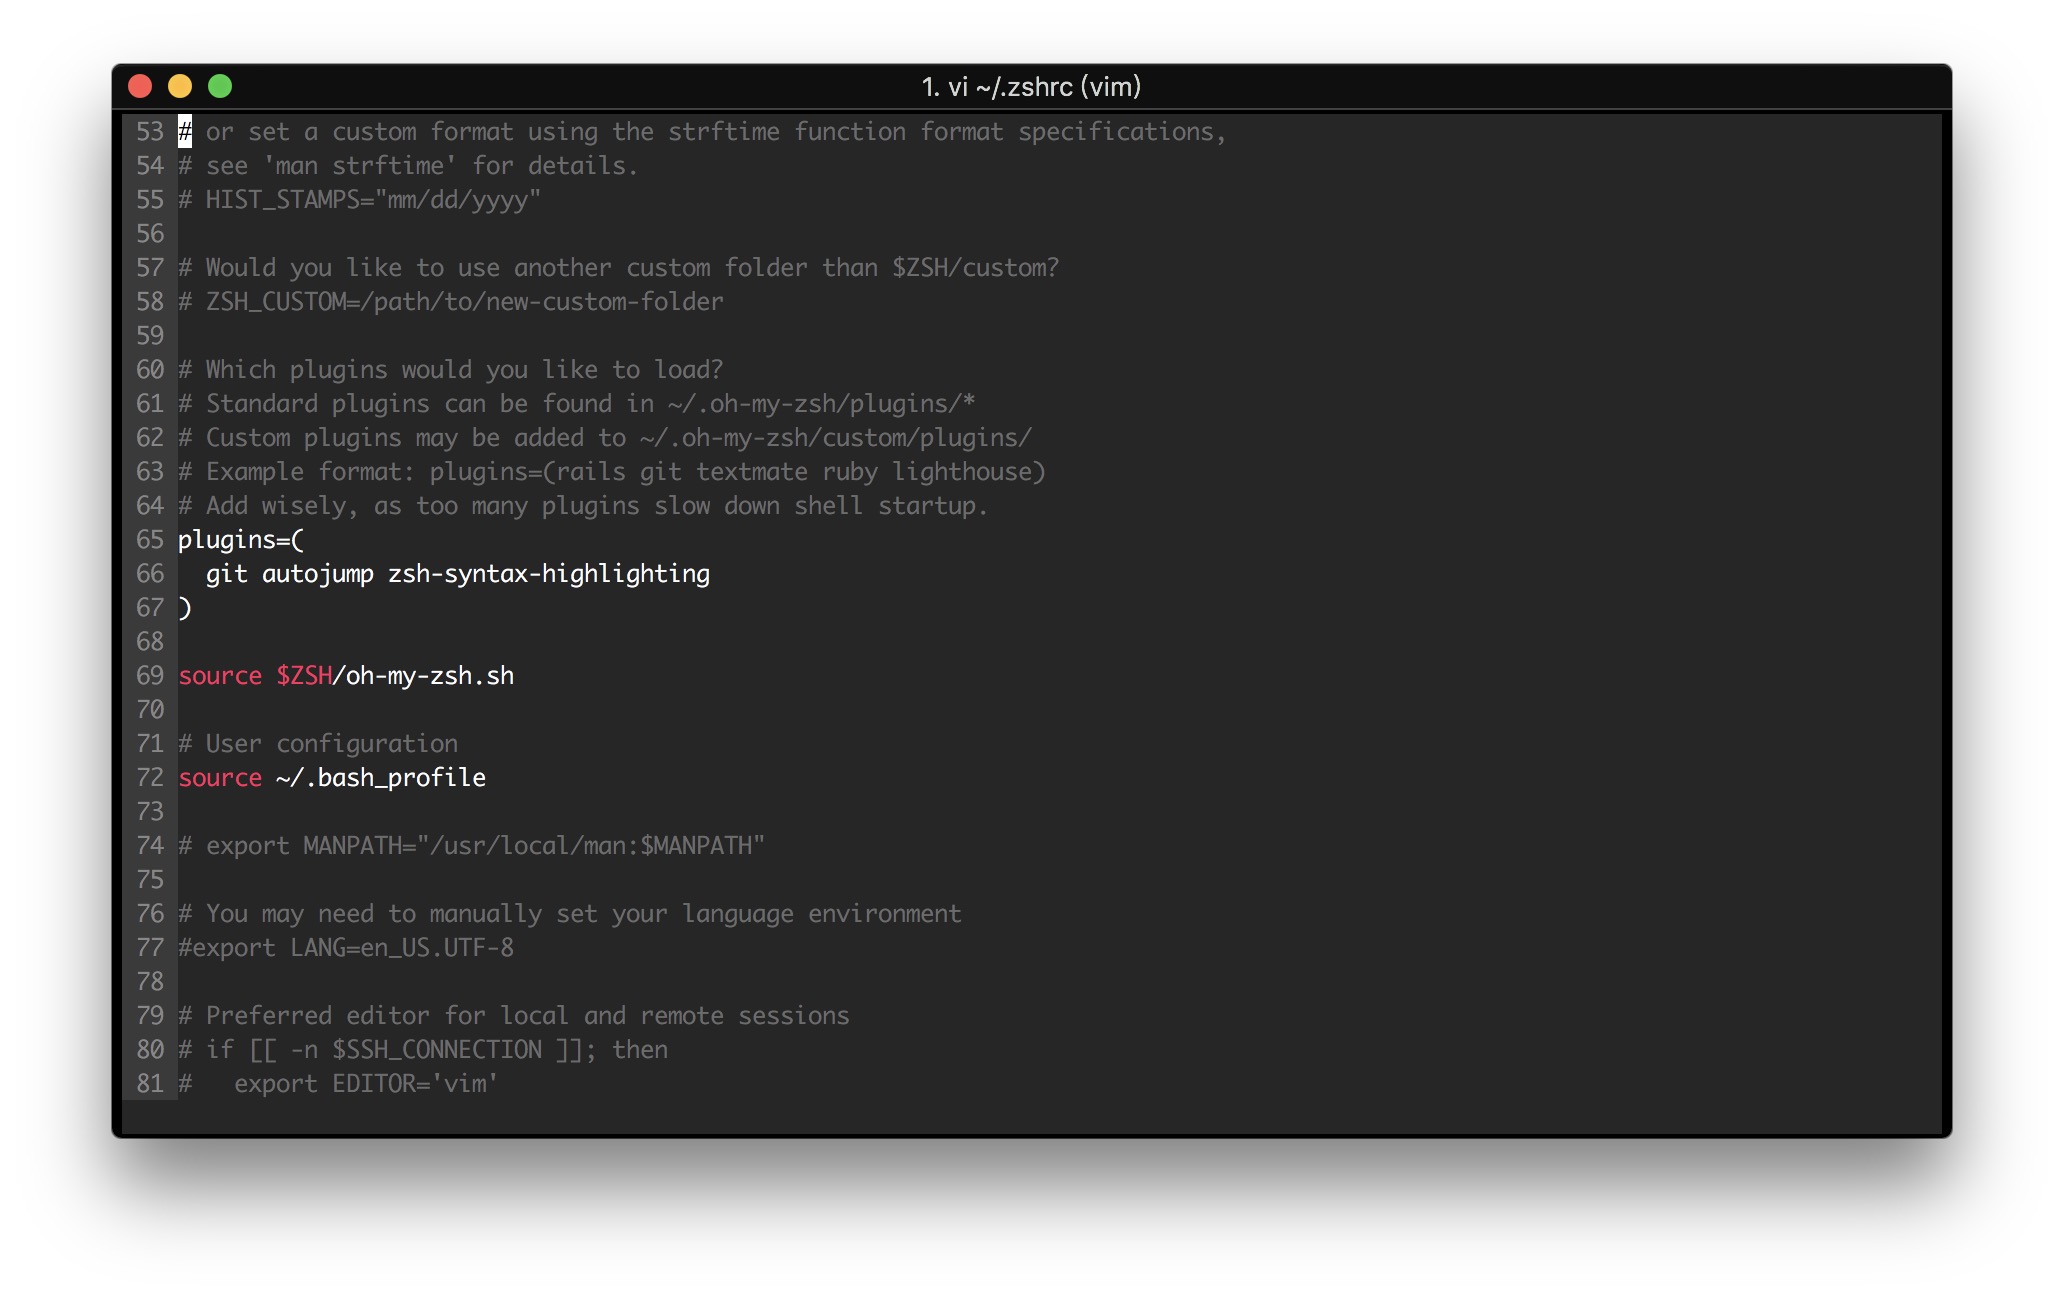 1. vi ~/.zshrc (vim)
53 # or set a custom format using the strftime function format specifications,
54 # see 'man strftime' for details.
55 # HIST_STAMPS="mm/dd/yyyy"
56
57 # Would you like to use another custom folder than $ZSH/custom?
58 # ZSH_CUSTOM=/path/to/new-custom-folder
59
60 # Which plugins would you like to load?
61 # Standard plugins can be found in ~/.oh-my-zsh/plugins/*
62 # Custom plugins may be added to ~/.oh-my-zsh/custom/plugins/
63 # Example format: plugins=(rails git textmate ruby lighthouse)
64 # Add wisely, as too many plugins slow down shell startup.
65 plugins=(
66   git autojump zsh-syntax-highlighting
67 )
68
69 source $ZSH/oh-my-zsh.sh
70
71 # User configuration
72 source ~/.bash_profile
73
74 # export MANPATH="/usr/local/man:$MANPATH"
75
76 # You may need to manually set your language environment
77 #export LANG=en_US.UTF-8
78
79 # Preferred editor for local and remote sessions
80 # if [[ -n $SSH_CONNECTION ]]; then
81 #   export EDITOR='vim'